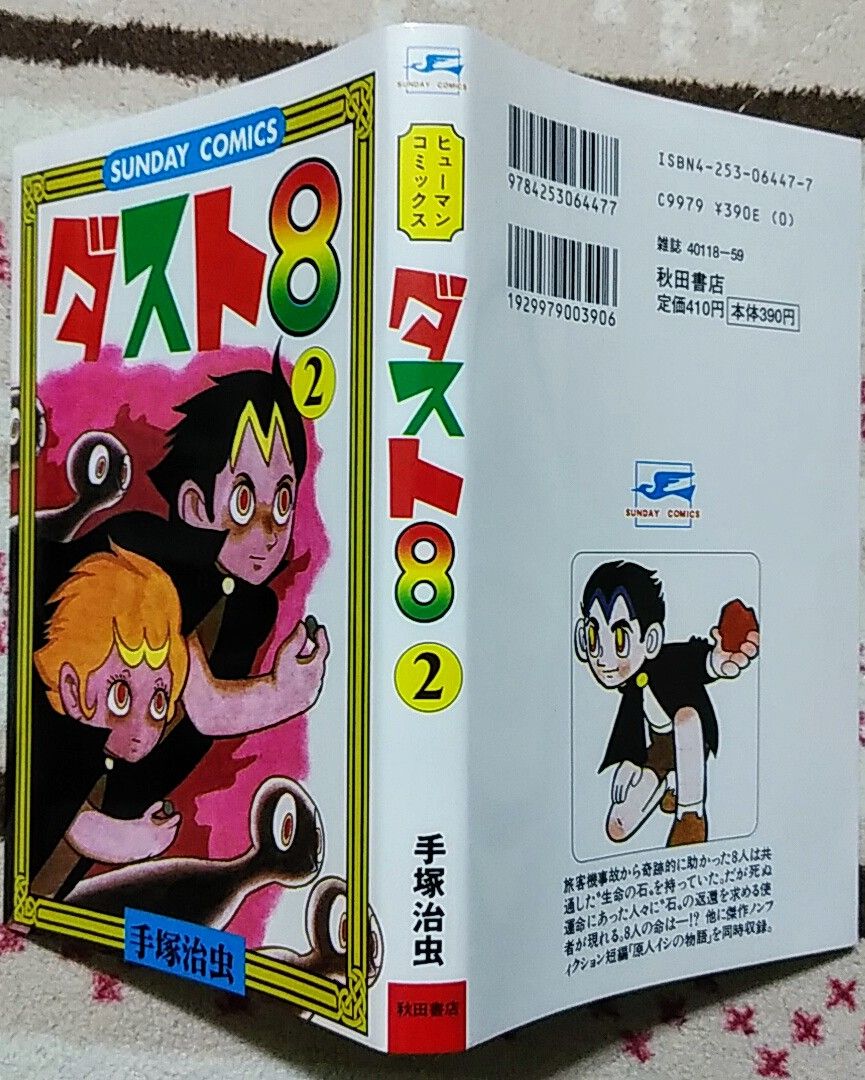 SUNDAY COMICS
ダスト8
2
手塚治虫
SUNDAY COMICS
ヒューマン
コミックス
ダスト8
2
手塚治虫
秋田書店
9784253064477
ISBN4-253-06447-7
C9979 ¥390E (0)
雑誌 40118-59
1929979003906
秋田書店
定価410円 本体390円
SUNDAY COMICS
旅客機事故から奇跡的に助かった8人は共
通した〝生命の石〟を持っていた。だが死ぬ
運命にあった人々に〝石〟の返還を求める使
者が現れる。8人の命は―!? 他に傑作ノンフ
ィクション短編「原人イシの物語」を同時収録。